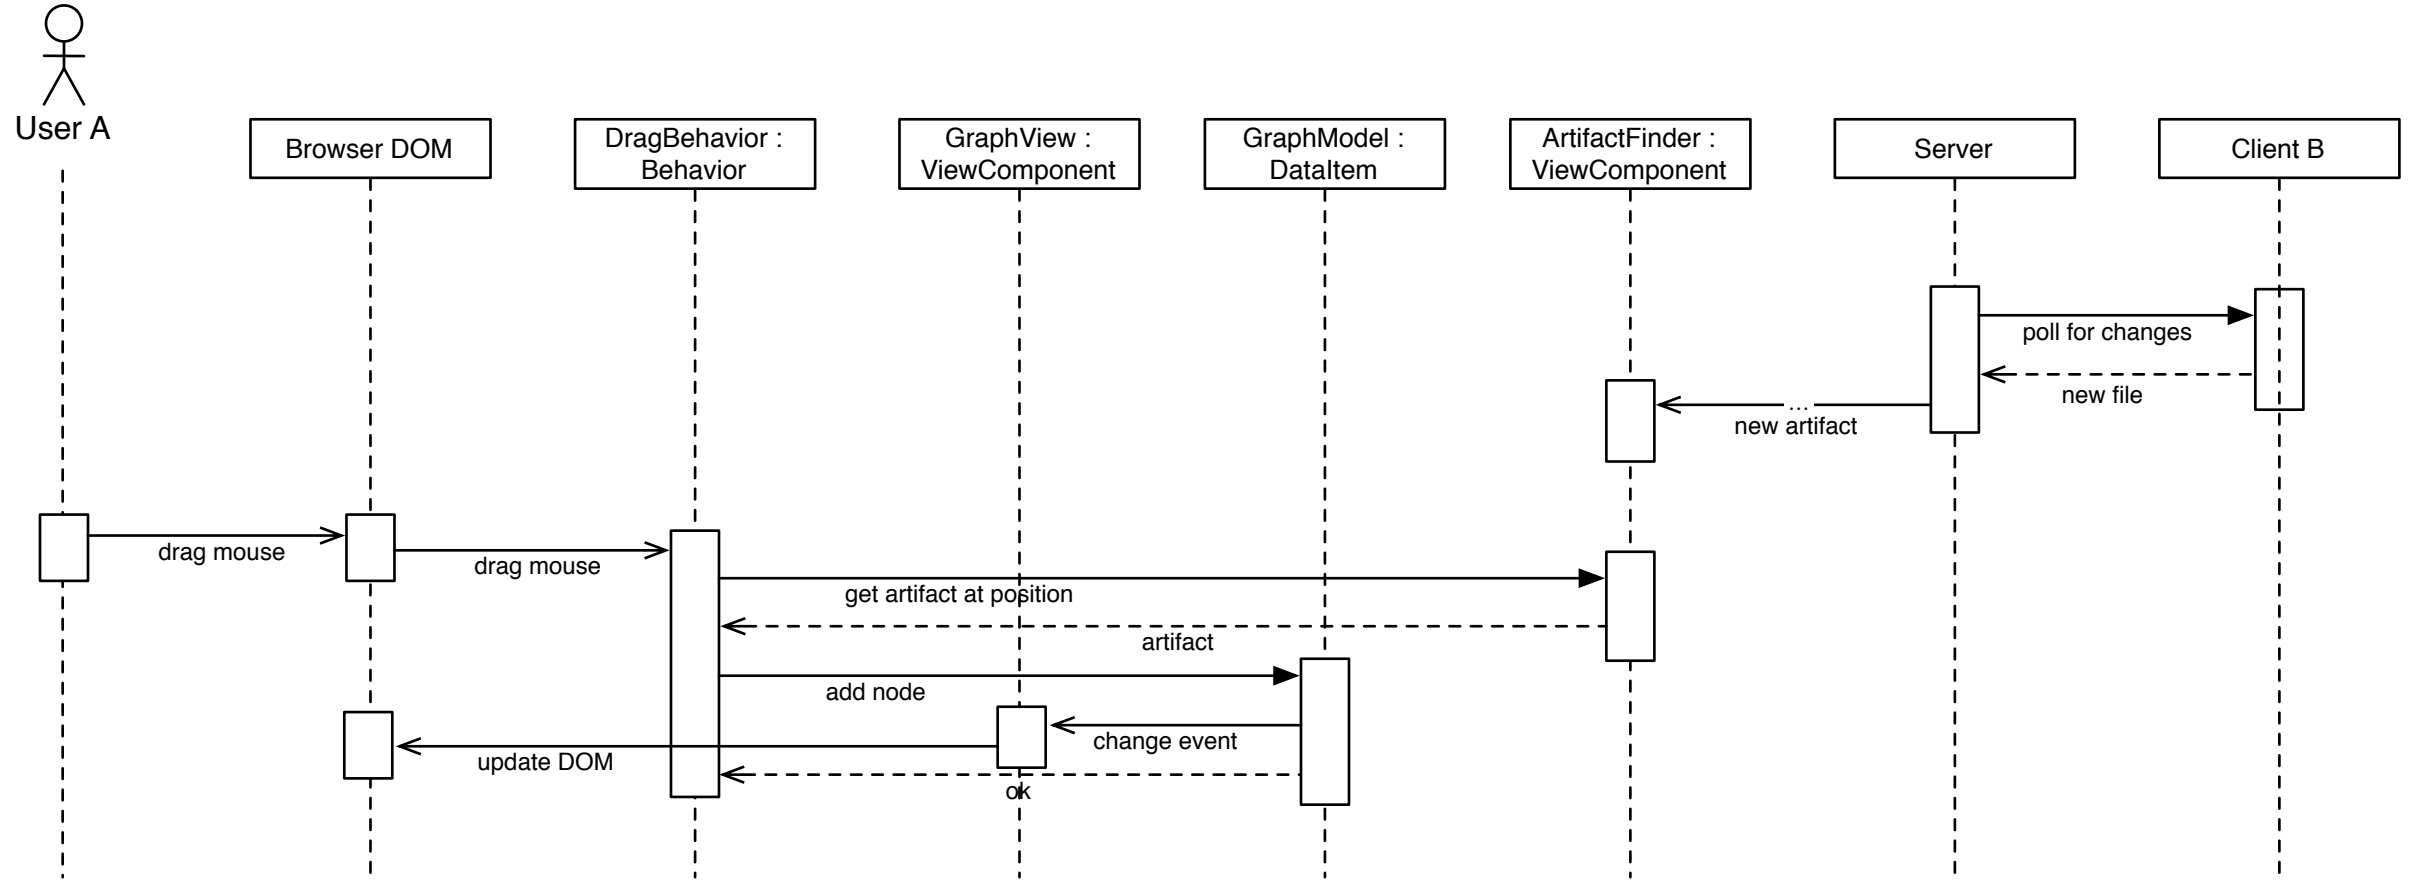 User A
Browser DOM
DragBehavior :
Behavior
GraphView :
ViewComponent
GraphModel :
DataItem
ArtifactFinder :
ViewComponent
Server
Client B
poll for changes
new file
...
new artifact
drag mouse
drag mouse
get artifact at position
artifact
add node
change event
update DOM
ok